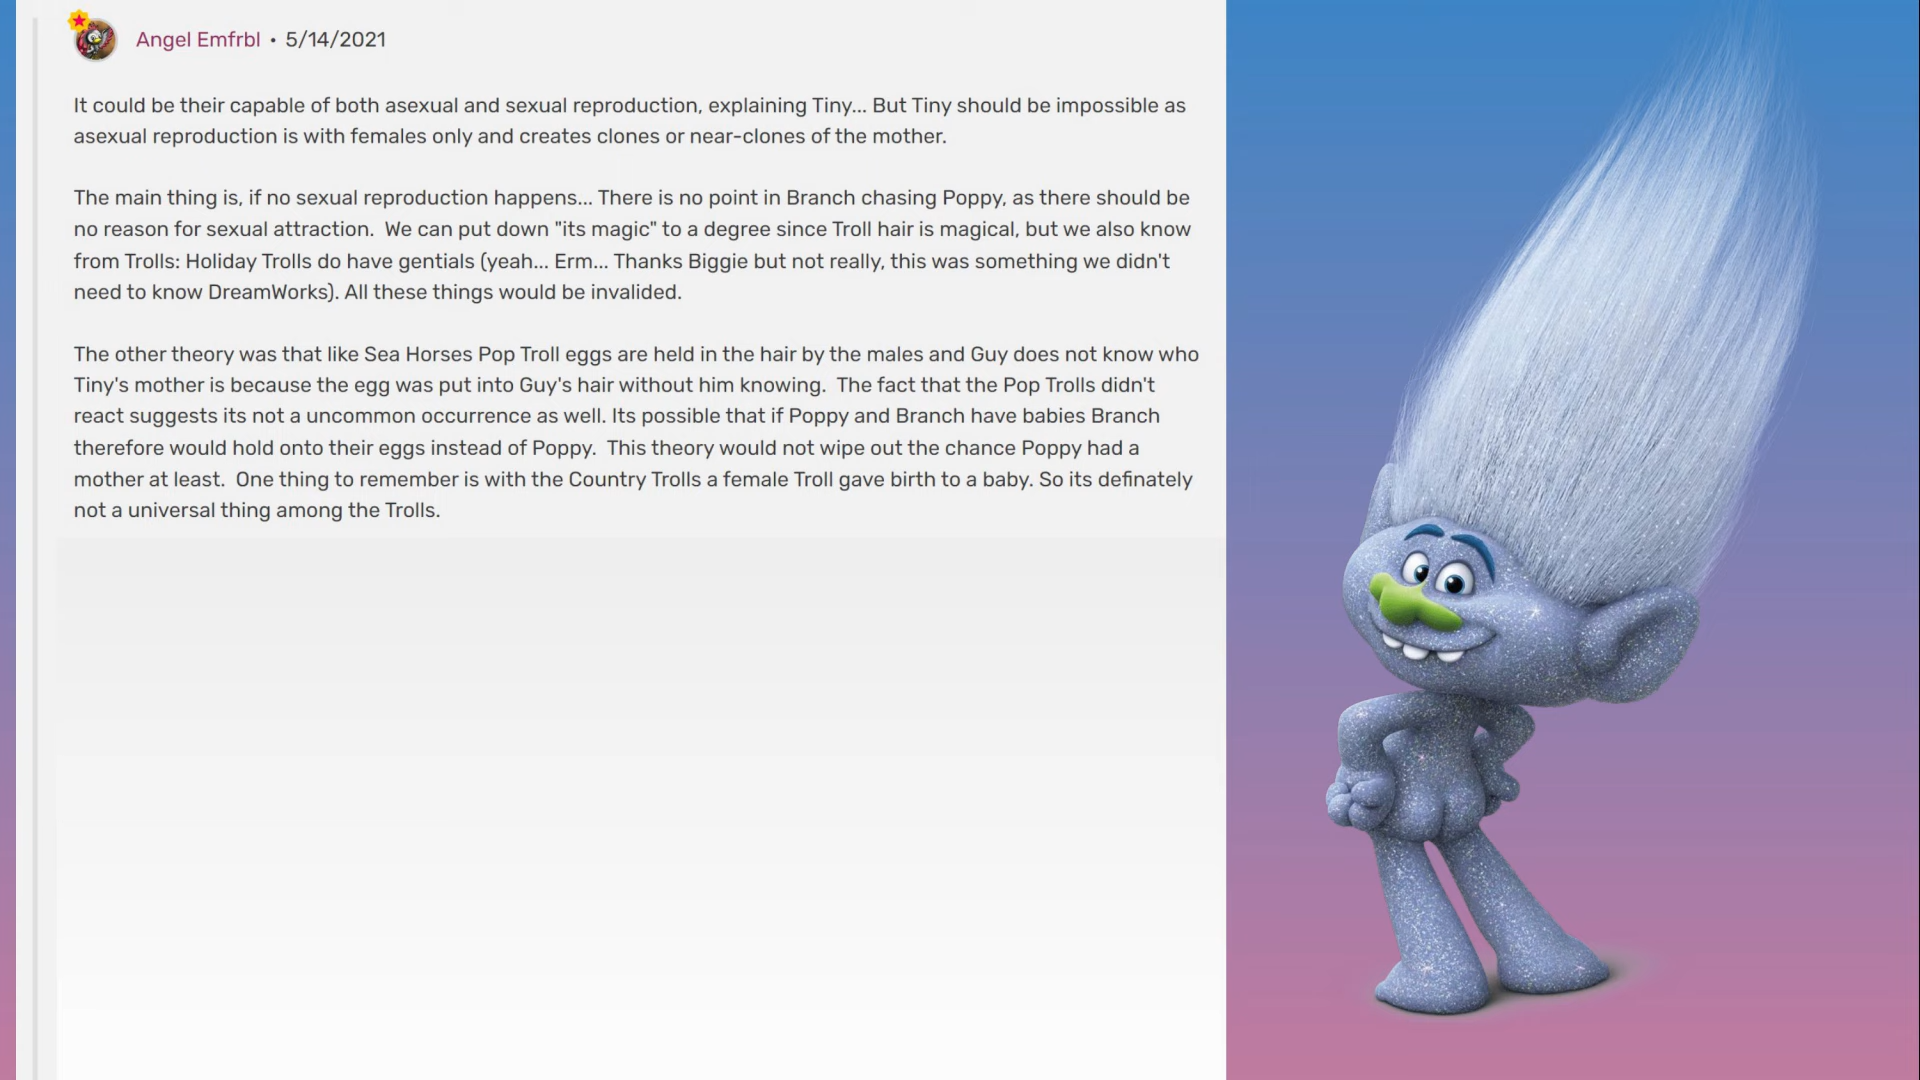 Angel Emfrbl • 5/14/2021
It could be their capable of both asexual and sexual reproduction, explaining Tiny... But Tiny should be impossible as
asexual reproduction is with females only and creates clones or near-clones of the mother.
The main thing is, if no sexual reproduction happens... There is no point in Branch chasing Poppy, as there should be
no reason for sexual attraction.  We can put down "its magic" to a degree since Troll hair is magical, but we also know
from Trolls: Holiday Trolls do have gentials (yeah... Erm... Thanks Biggie but not really, this was something we didn't
need to know DreamWorks). All these things would be invalided.
The other theory was that like Sea Horses Pop Troll eggs are held in the hair by the males and Guy does not know who
Tiny's mother is because the egg was put into Guy's hair without him knowing.  The fact that the Pop Trolls didn't
react suggests its not a uncommon occurrence as well. Its possible that if Poppy and Branch have babies Branch
therefore would hold onto their eggs instead of Poppy.  This theory would not wipe out the chance Poppy had a
mother at least.  One thing to remember is with the Country Trolls a female Troll gave birth to a baby. So its definately
not a universal thing among the Trolls.